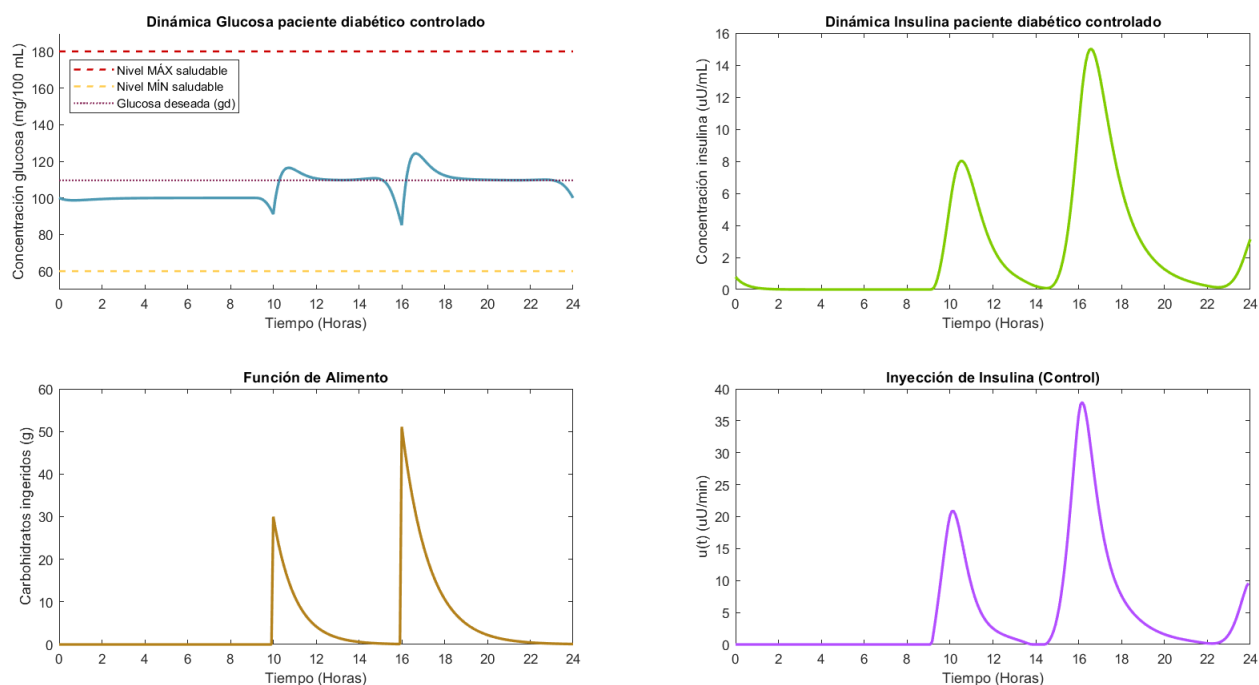 Dinámica Glucosa paciente diabético controlado
Concentración glucosa (mg/100 mL)
180
160
140
120
100
80
60
Nivel MÁX saludable
Nivel MÍN saludable
Glucosa deseada (gd)
0 2 4 6 8 10 12 14 16 18 20 22 24
Tiempo (Horas)
Dinámica Insulina paciente diabético controlado
Concentración insulina (uU/mL)
16
14
12
10
8
6
4
2
0
0 2 4 6 8 10 12 14 16 18 20 22 24
Tiempo (Horas)
Función de Alimento
Carbohidratos ingeridos (g)
60
50
40
30
20
10
0
0 2 4 6 8 10 12 14 16 18 20 22 24
Tiempo (Horas)
Inyección de Insulina (Control)
u(t) (uU/min)
40
35
30
25
20
15
10
5
0
0 2 4 6 8 10 12 14 16 18 20 22 24
Tiempo (Horas)